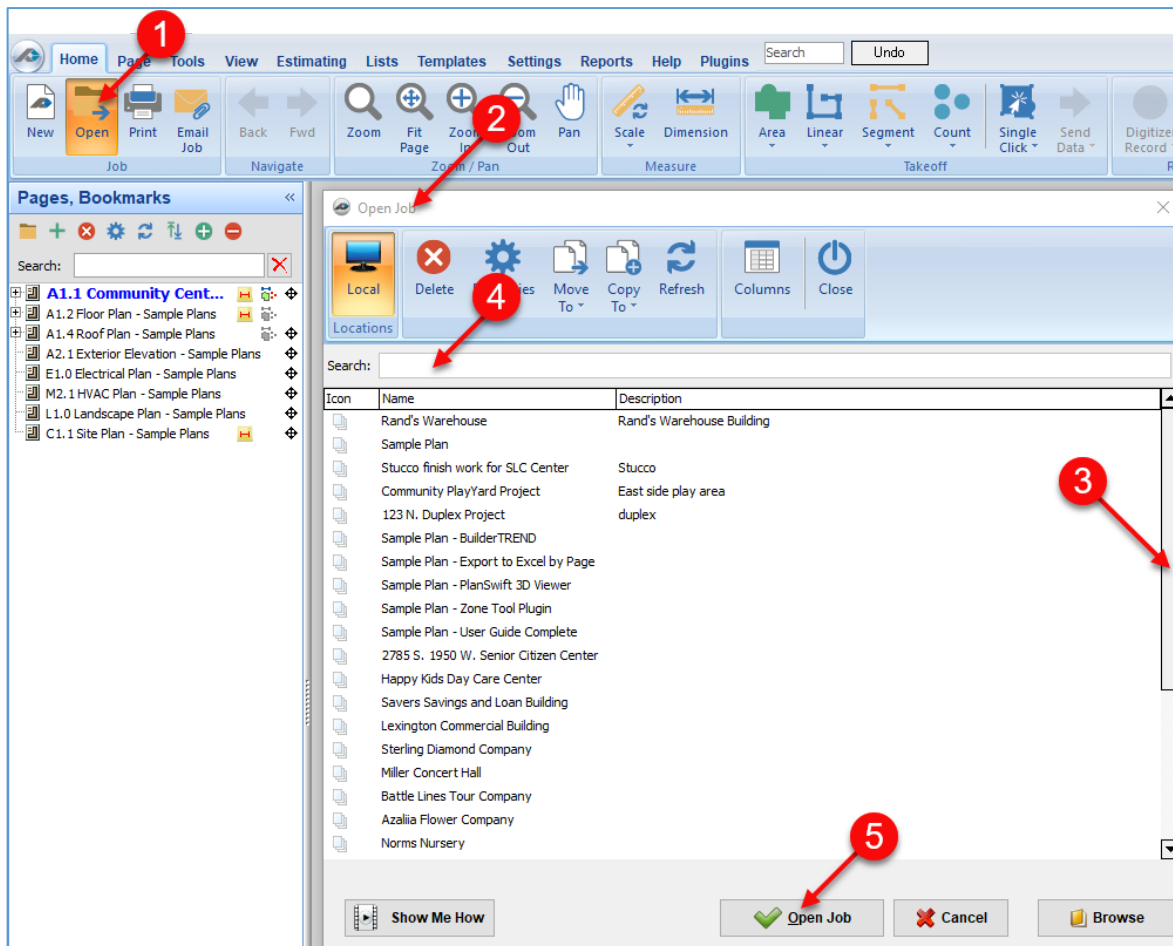 1
Home Page Tools View Estimating Lists Templates Settings Reports Help Plugins Search Undo
New Open Print Email Job Back Fwd Zoom Fit Page Zoom In Out Pan Scale Dimension Area Linear Segment Count Single Click Send Data Digitizer Record
Job Navigate Zoom / Pan Measure Takeoff
2
Pages, Bookmarks
Open Job
Search:
Local Delete Move To Copy To Refresh Columns Close
Locations
4
A1.1 Community Cent...
A1.2 Floor Plan - Sample Plans
A1.4 Roof Plan - Sample Plans
A2.1 Exterior Elevation - Sample Plans
E1.0 Electrical Plan - Sample Plans
M2.1 HVAC Plan - Sample Plans
L1.0 Landscape Plan - Sample Plans
C1.1 Site Plan - Sample Plans
Search:
Icon Name Description
Rand's Warehouse Rand's Warehouse Building
Sample Plan
Stucco finish work for SLC Center Stucco
3
Community PlayYard Project East side play area
123 N. Duplex Project duplex
Sample Plan - BuilderTREND
Sample Plan - Export to Excel by Page
Sample Plan - PlanSwift 3D Viewer
Sample Plan - Zone Tool Plugin
Sample Plan - User Guide Complete
2785 S. 1950 W. Senior Citizen Center
Happy Kids Day Care Center
Savers Savings and Loan Building
Lexington Commercial Building
Sterling Diamond Company
Miller Concert Hall
Battle Lines Tour Company
Azaliia Flower Company
Norms Nursery
5
Show Me How Open Job Cancel Browse